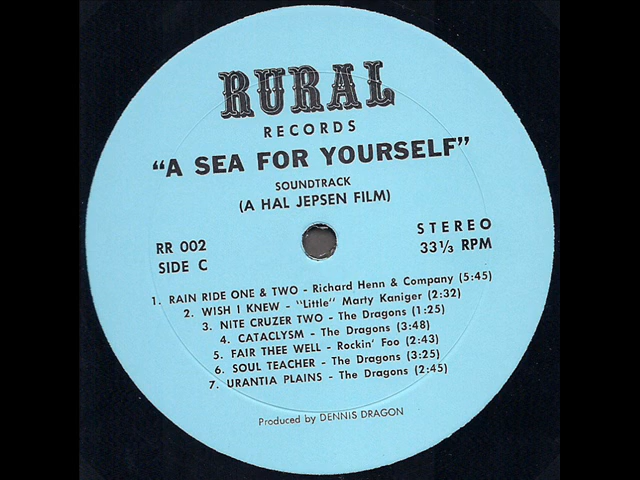 RURAL
RECORDS
"A SEA FOR YOURSELF"
SOUNDTRACK
(A HAL JEPSEN FILM)
RR 002
SIDE C
STEREO
33 1/3 RPM
1. RAIN RIDE ONE & TWO - Richard Henn & Company (5:45)
2. WISH I KNEW - "Little" Marty Kaniger (2:32)
3. NITE CRUZER TWO - The Dragons (1:25)
4. CATACLYSM - The Dragons (3:48)
5. FAIR THEE WELL - Rockin' Foo (2:43)
6. SOUL TEACHER - The Dragons (3:25)
7. URANTIA PLAINS - The Dragons (2:45)
Produced by DENNIS DRAGON